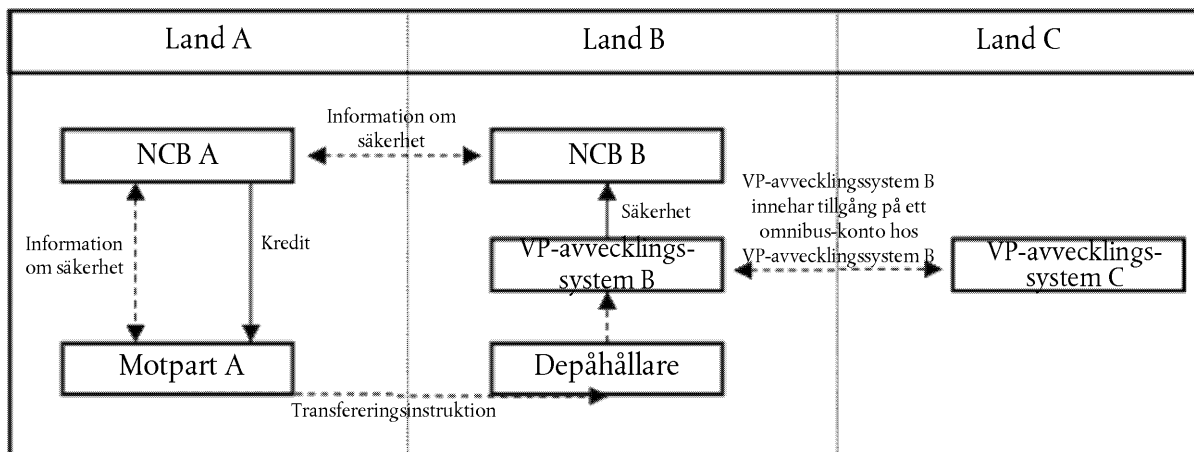 Land A
Land B
Land C
Information om
säkerhet
NCB A
NCB B
VP-avvecklingssystem B
innehar tillgång på ett
omnibus-konto hos
VP-avvecklingssystem B
Säkerhet
Information
om säkerhet
Kredit
VP-avvecklings-
system B
VP-avvecklings-
system C
Motpart A
Depåhållare
Transfereringsinstruktion